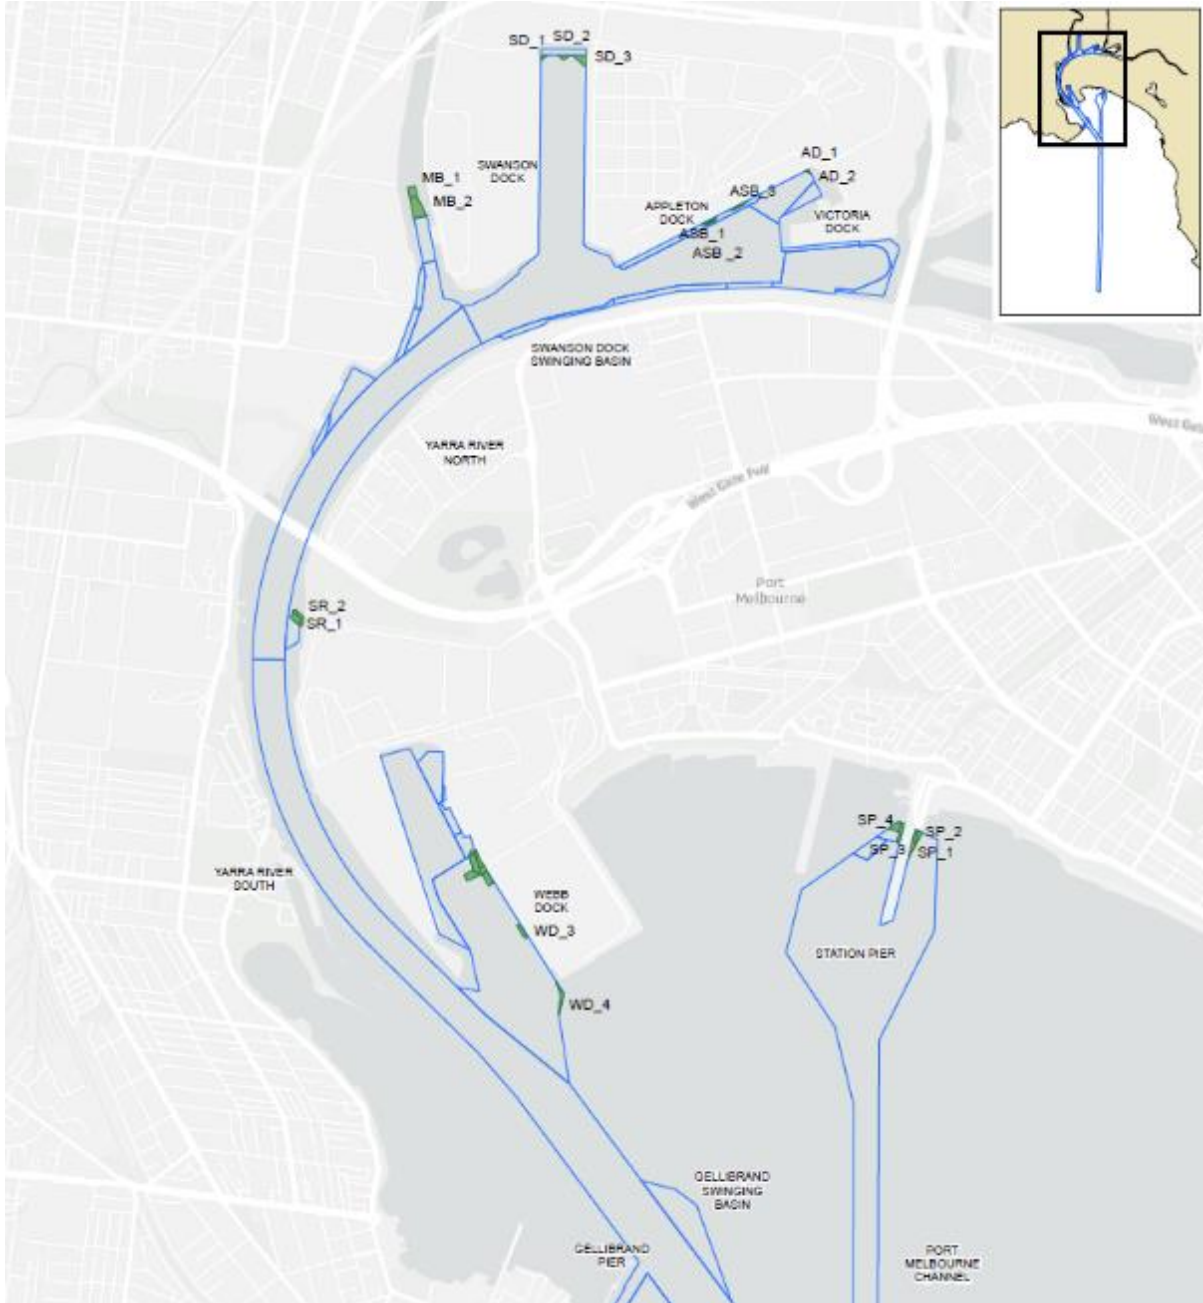 SD_1 SD_2
SD_3
SWANSON
DOCK
AD_1
AD_2
MB_1
MB_2
ASB_3
APPLETON
DOCK
ASB_1
ASB_2
VICTORIA
DOCK
SWANSON DOCK
SWINGING BASIN
YARRA RIVER
NORTH
West Gate Fwy
West Gat
Port
Melbourne
SR_2
SR_1
SP_4
SP_2
SP_3
SP_1
YARRA RIVER
SOUTH
WEBB
DOCK
WD_3
STATION PIER
WD_4
GELLIBRAND
SWINGING
BASIN
GELLIBRAND
PIER
PORT
MELBOURNE
CHANNEL